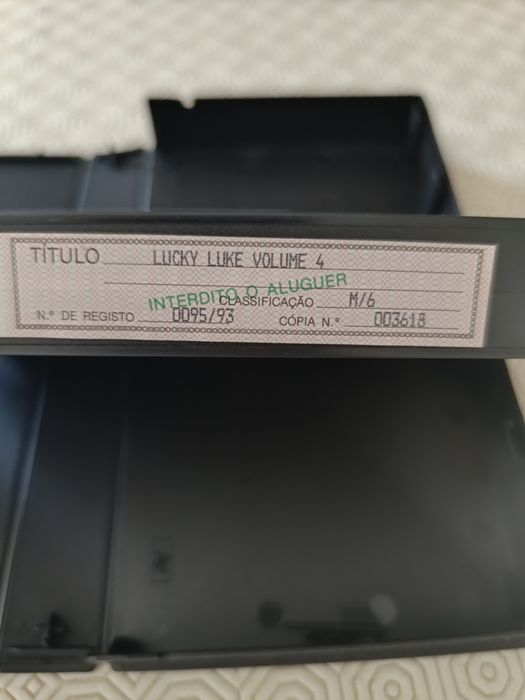 TÍTULO LUCKY LUKE VOLUME 4
INTERDITO O ALUGUER
CLASSIFICAÇÃO M/6
N.º DE REGISTO 0095/93 CÓPIA N.º 003618